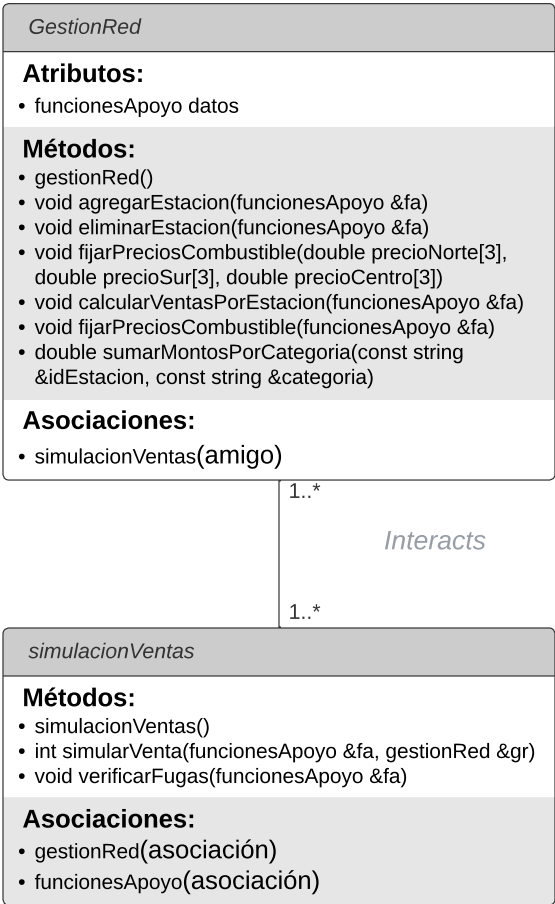 GestionRed
Atributos:
• funcionesApoyo datos
Métodos:
• gestionRed()
• void agregarEstacion(funcionesApoyo &fa)
• void eliminarEstacion(funcionesApoyo &fa)
• void fijarPreciosCombustible(double precioNorte[3],
double precioSur[3], double precioCentro[3])
• void calcularVentasPorEstacion(funcionesApoyo &fa)
• void fijarPreciosCombustible(funcionesApoyo &fa)
• double sumarMontosPorCategoria(const string
&idEstacion, const string &categoria)
Asociaciones:
• simulacionVentas(amigo)
1..*
Interacts
1..*
simulacionVentas
Métodos:
• simulacionVentas()
• int simularVenta(funcionesApoyo &fa, gestionRed &gr)
• void verificarFugas(funcionesApoyo &fa)
Asociaciones:
• gestionRed(asociación)
• funcionesApoyo(asociación)